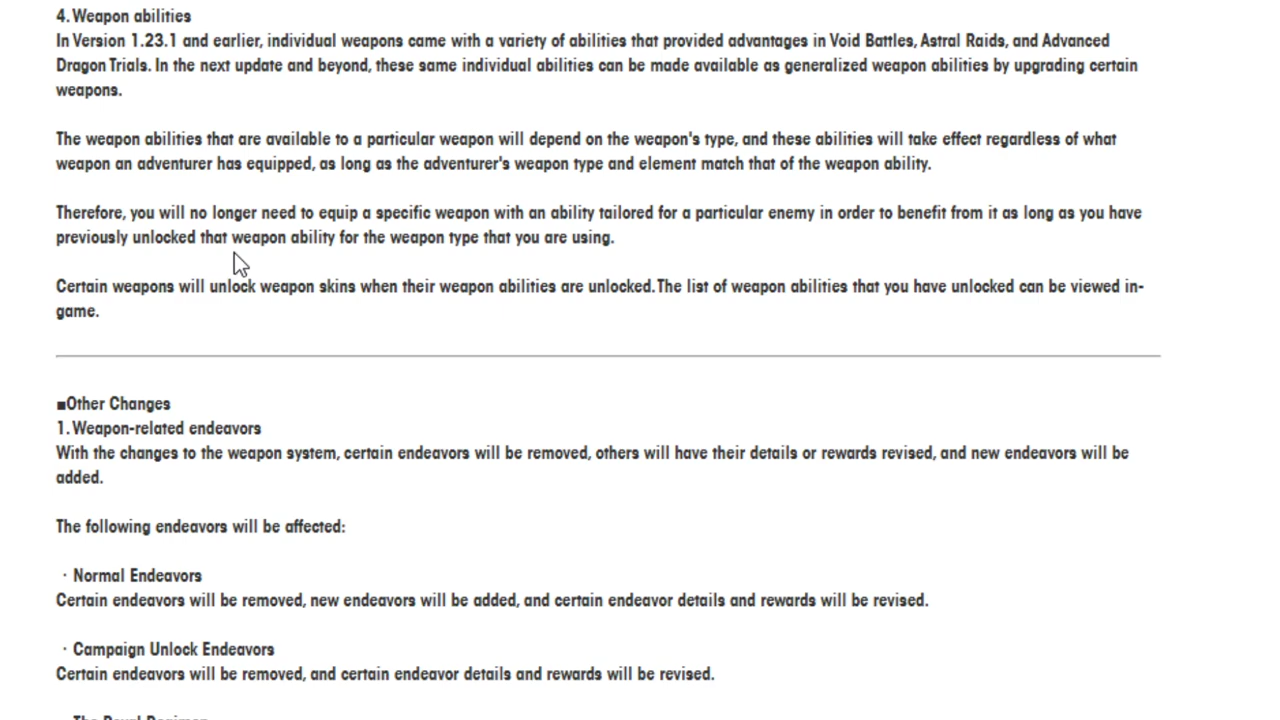 4. Weapon abilities
In Version 1.23.1 and earlier, individual weapons came with a variety of abilities that provided advantages in Void Battles, Astral Raids, and Advanced
Dragon Trials. In the next update and beyond, these same individual abilities can be made available as generalized weapon abilities by upgrading certain
weapons.
The weapon abilities that are available to a particular weapon will depend on the weapon's type, and these abilities will take effect regardless of what
weapon an adventurer has equipped, as long as the adventurer's weapon type and element match that of the weapon ability.
Therefore, you will no longer need to equip a specific weapon with an ability tailored for a particular enemy in order to benefit from it as long as you have
previously unlocked that weapon ability for the weapon type that you are using.
Certain weapons will unlock weapon skins when their weapon abilities are unlocked. The list of weapon abilities that you have unlocked can be viewed in-
game.
■Other Changes
1. Weapon-related endeavors
With the changes to the weapon system, certain endeavors will be removed, others will have their details or rewards revised, and new endeavors will be
added.
The following endeavors will be affected:
・Normal Endeavors
Certain endeavors will be removed, new endeavors will be added, and certain endeavor details and rewards will be revised.
・Campaign Unlock Endeavors
Certain endeavors will be removed, and certain endeavor details and rewards will be revised.